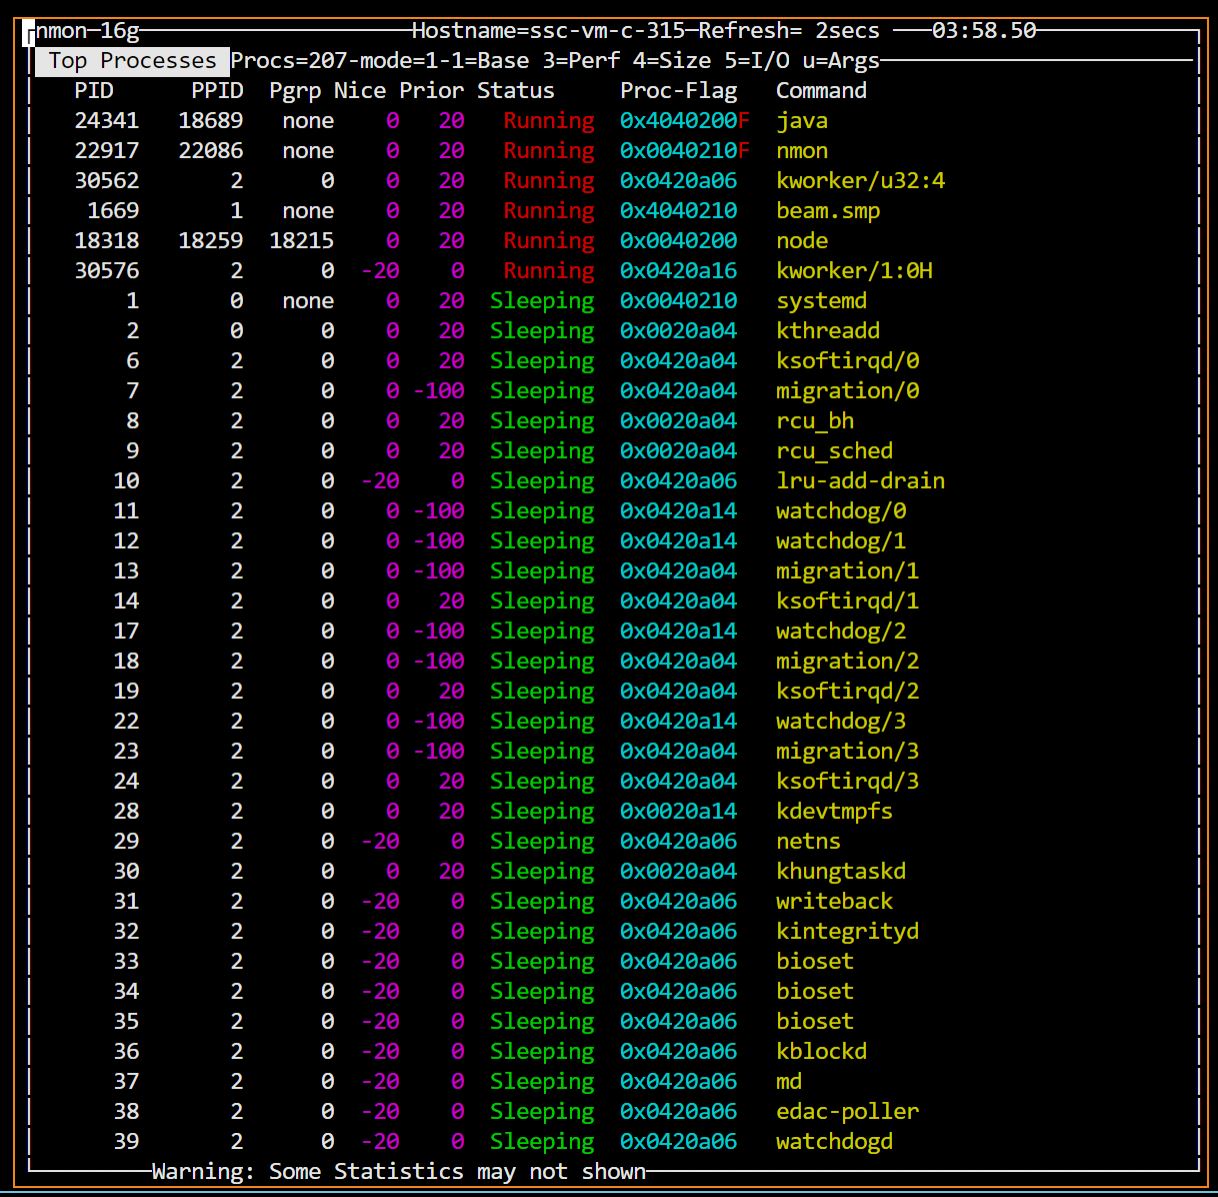 nmon─16g─────Hostname=ssc-vm-c-315─Refresh= 2secs ───03:58.50─────
Top Processes Procs=207-mode=1-1=Base 3=Perf 4=Size 5=I/O u=Args─────
PID PPID Pgrp Nice Prior Status Proc-Flag Command
24341 18689 none 0 20 Running 0x4040200F java
22917 22086 none 0 20 Running 0x0040210F nmon
30562 2 0 0 20 Running 0x0420a06 kworker/u32:4
1669 1 none 0 20 Running 0x4040210 beam.smp
18318 18259 18215 0 20 Running 0x0040200 node
30576 2 0 -20 0 Running 0x0420a16 kworker/1:0H
1 0 none 0 20 Sleeping 0x0040210 systemd
2 0 0 0 20 Sleeping 0x0020a04 kthreadd
6 2 0 0 20 Sleeping 0x0420a04 ksoftirqd/0
7 2 0 0 -100 Sleeping 0x0420a04 migration/0
8 2 0 0 20 Sleeping 0x0020a04 rcu_bh
9 2 0 0 20 Sleeping 0x0020a04 rcu_sched
10 2 0 -20 0 Sleeping 0x0420a06 lru-add-drain
11 2 0 0 -100 Sleeping 0x0420a14 watchdog/0
12 2 0 0 -100 Sleeping 0x0420a14 watchdog/1
13 2 0 0 -100 Sleeping 0x0420a04 migration/1
14 2 0 0 20 Sleeping 0x0420a04 ksoftirqd/1
17 2 0 0 -100 Sleeping 0x0420a14 watchdog/2
18 2 0 0 -100 Sleeping 0x0420a04 migration/2
19 2 0 0 20 Sleeping 0x0420a04 ksoftirqd/2
22 2 0 0 -100 Sleeping 0x0420a14 watchdog/3
23 2 0 0 -100 Sleeping 0x0420a04 migration/3
24 2 0 0 20 Sleeping 0x0420a04 ksoftirqd/3
28 2 0 0 20 Sleeping 0x0020a14 kdevtmpfs
29 2 0 -20 0 Sleeping 0x0420a06 netns
30 2 0 0 20 Sleeping 0x0020a04 khungtaskd
31 2 0 -20 0 Sleeping 0x0420a06 writeback
32 2 0 -20 0 Sleeping 0x0420a06 kintegrityd
33 2 0 -20 0 Sleeping 0x0420a06 bioset
34 2 0 -20 0 Sleeping 0x0420a06 bioset
35 2 0 -20 0 Sleeping 0x0420a06 bioset
36 2 0 -20 0 Sleeping 0x0420a06 kblockd
37 2 0 -20 0 Sleeping 0x0420a06 md
38 2 0 -20 0 Sleeping 0x0420a06 edac-poller
39 2 0 -20 0 Sleeping 0x0420a06 watchdogd
Warning: Some Statistics may not shown